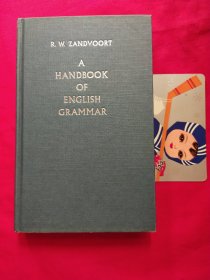 R. W. ZANDVOORT
A
HANDBOOK
OF
ENGLISH
GRAMMAR